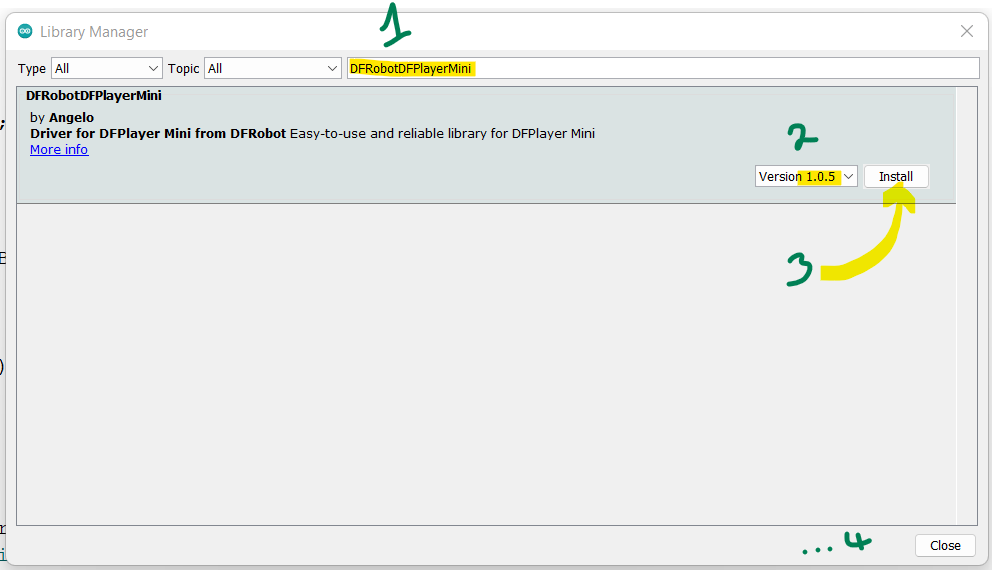 1
Library Manager
Type All Topic All DFRobotDFPlayerMini
DFRobotDFPlayerMini
by Angelo
Driver for DFPlayer Mini from DFRobot Easy-to-use and reliable library for DFPlayer Mini
More info
2
Version 1.0.5 Install
3
...4
Close